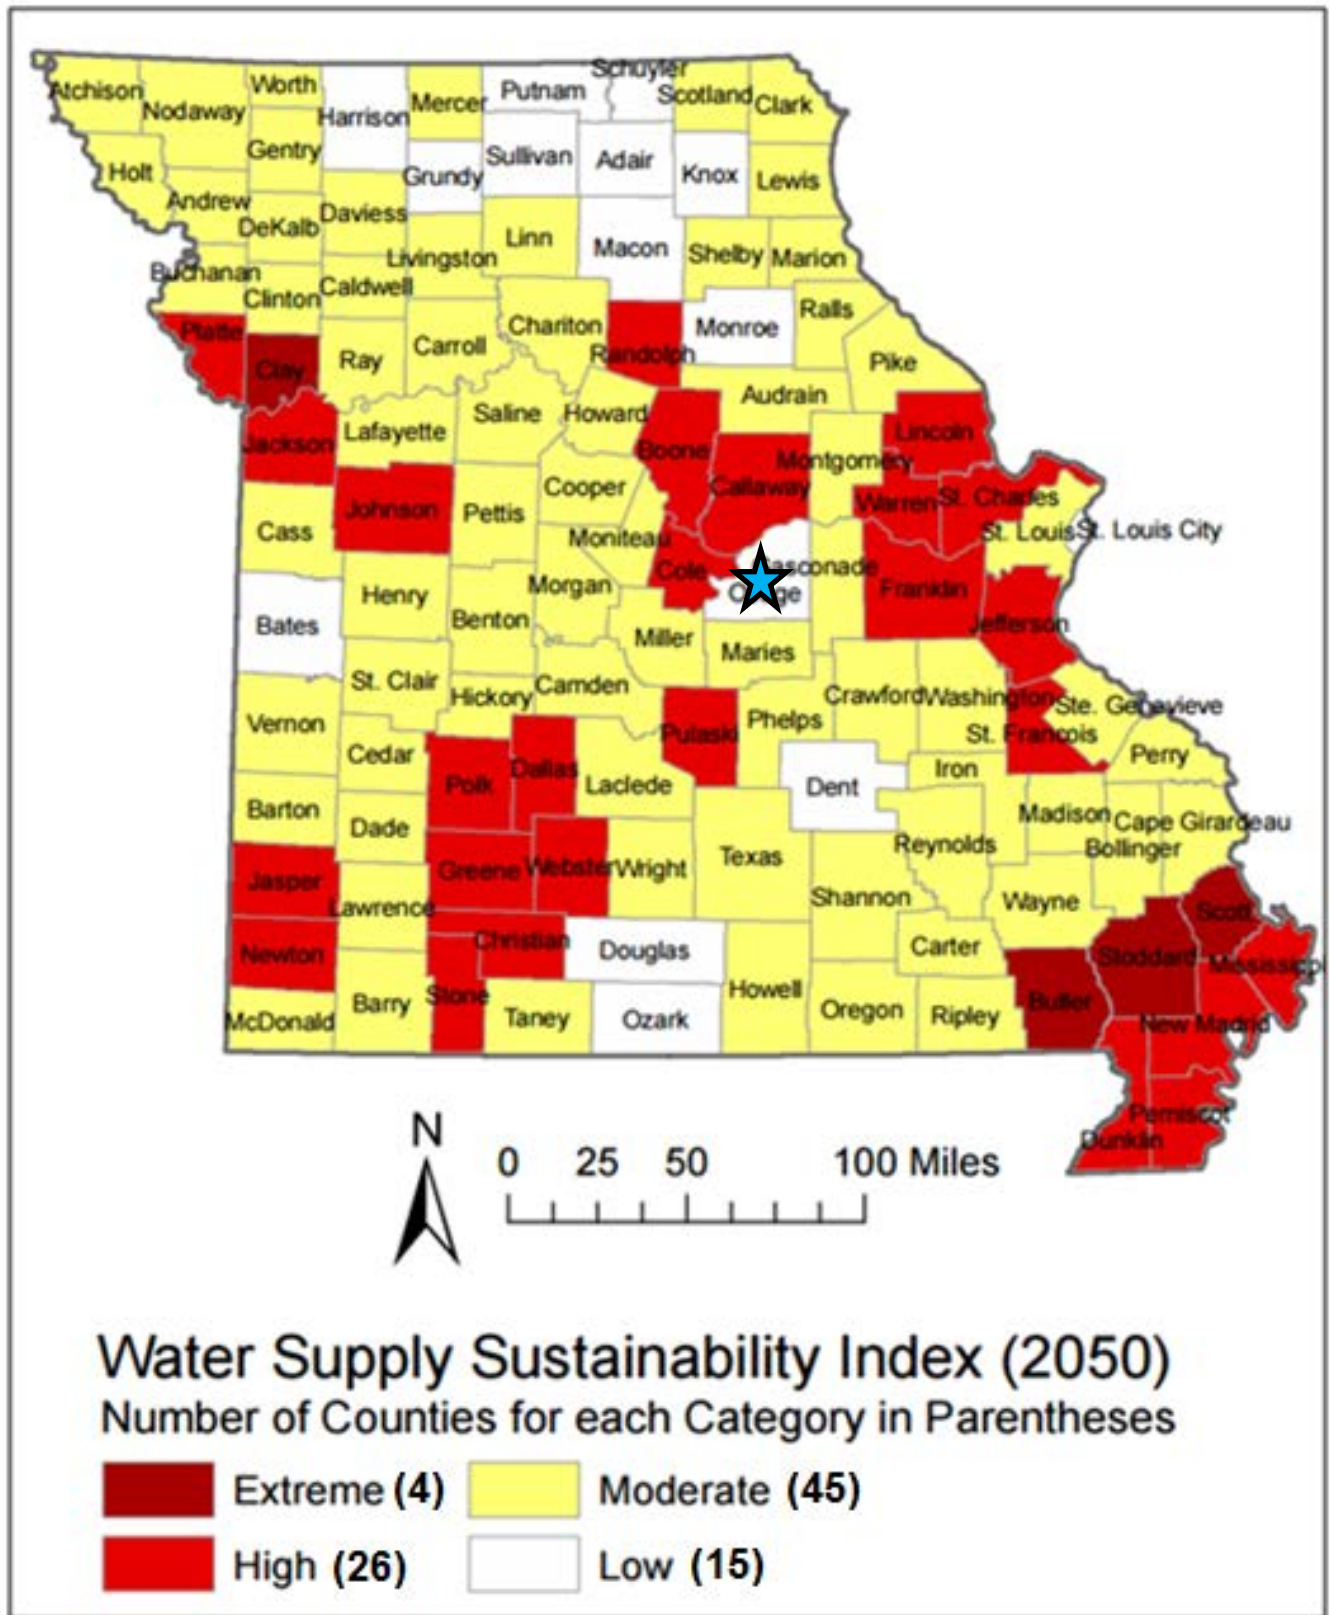 Schuyler
Atchison Worth Putnam
Nodaway Harrison Mercer Scotland Clark
Holt Gentry Grundy Sullivan Adair Knox Lewis
Andrew DeKalb Daviess
Livingston Linn Macon Shelby Marion
Buchanan Clinton Caldwell
Platte Clay Ray Carroll Chariton Randolph Monroe Ralls
Pike
Audrain
Jackson Lafayette Saline Howard Boone Lincoln
Callaway Montgomery
Cass Johnson Pettis Cooper Warren St. Charles
Moniteau St. Louis St. Louis City
Bates Henry Benton Morgan Cole Gasconade Franklin
Jefferson
Miller Maries
Vernon St. Clair Hickory Camden Crawford Washington Ste. Genevieve
Pulaski Phelps St. Francois Perry
Cedar Polk Dallas Laclede Dent Iron
Barton Dade Madison Cape Girardeau
Reynolds Bollinger
Jasper Greene Webster Wright Texas
Lawrence Shannon Wayne Scott
Newton Christian Douglas Carter Stoddard Mississippi
McDonald Barry Stone Taney Ozark Howell Oregon Ripley Butler
New Madrid
Pemiscot
Dunklin
N
0 25 50 100 Miles
Water Supply Sustainability Index (2050)
Number of Counties for each Category in Parentheses
Extreme (4) Moderate (45)
High (26) Low (15)